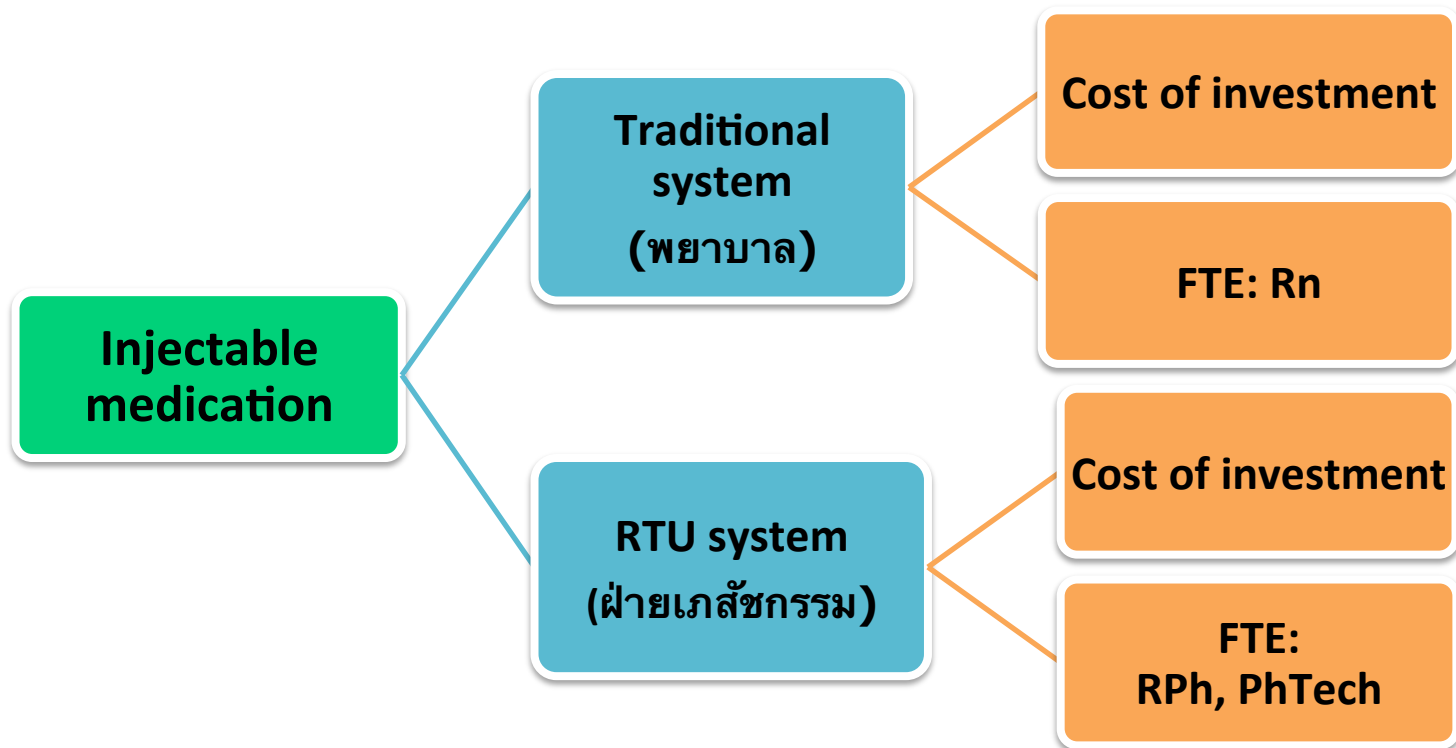 Injectable
medication
Traditional
system
(พยาบาล)
Cost of investment
FTE: Rn
RTU system
(ฝ่ายเภสัชกรรม)
Cost of investment
FTE:
RPh, PhTech